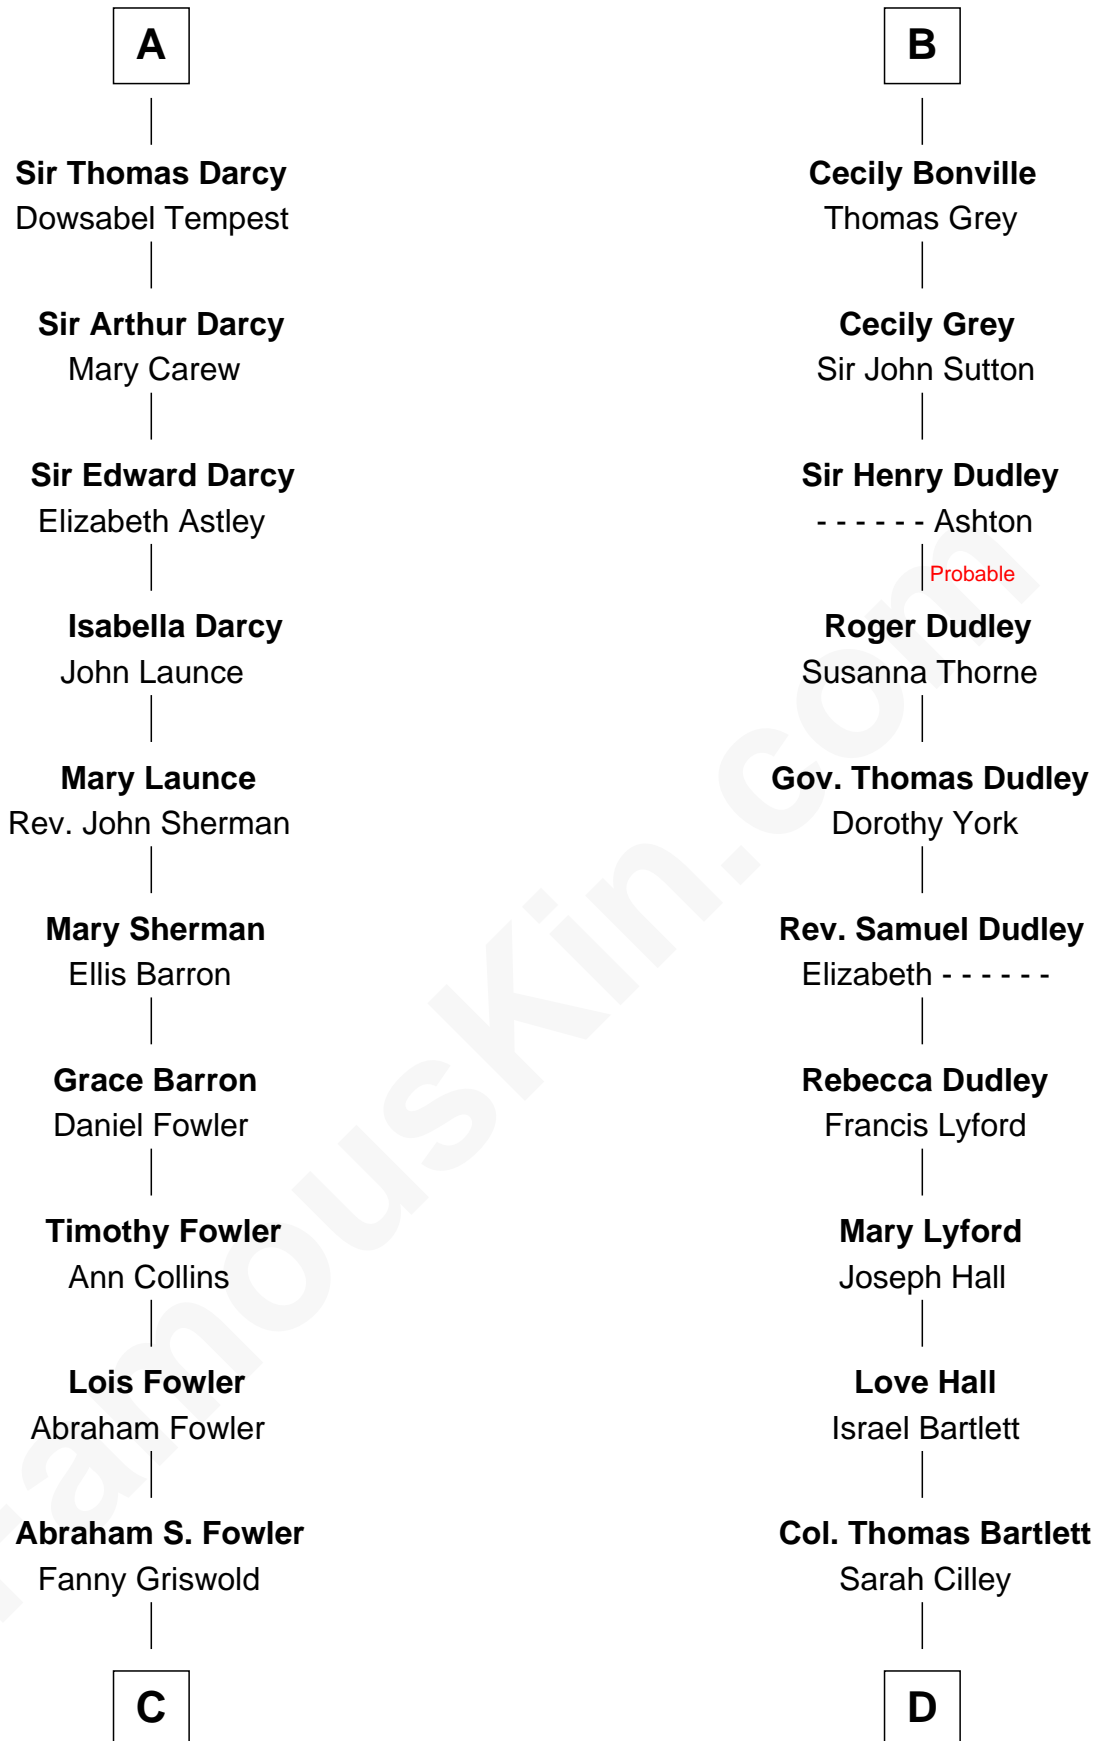 A
Sir Thomas Darcy
Dowsabel Tempest
Sir Arthur Darcy
Mary Carew
Sir Edward Darcy
Elizabeth Astley
Isabella Darcy
John Launce
Mary Launce
Rev. John Sherman
Mary Sherman
Ellis Barron
Grace Barron
Daniel Fowler
Timothy Fowler
Ann Collins
Lois Fowler
Abraham Fowler
Abraham S. Fowler
Fanny Griswold
C
B
Cecily Bonville
Thomas Grey
Cecily Grey
Sir John Sutton
Sir Henry Dudley
- - - - - - Ashton
Probable
Roger Dudley
Susanna Thorne
Gov. Thomas Dudley
Dorothy York
Rev. Samuel Dudley
Elizabeth - - - - - -
Rebecca Dudley
Francis Lyford
Mary Lyford
Joseph Hall
Love Hall
Israel Bartlett
Col. Thomas Bartlett
Sarah Cilley
D
FamousKin.com